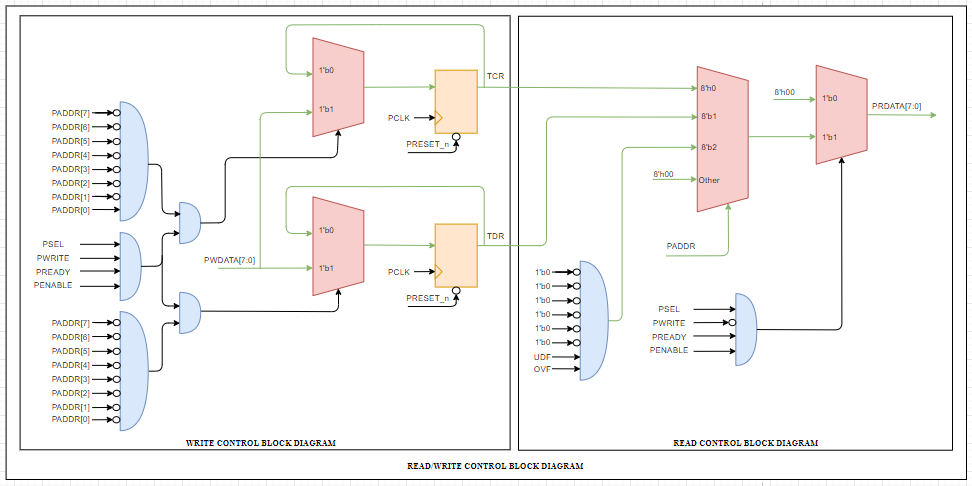 1'b0
1'b1
TCR
PCLK
PRESET_n
PADDR[7]
PADDR[6]
PADDR[5]
PADDR[4]
PADDR[3]
PADDR[2]
PADDR[1]
PADDR[0]
PSEL
PWRITE
PREADY
PENABLE
PWDATA[7:0]
1'b0
1'b1
TDR
PCLK
PRESET_n
PADDR[7]
PADDR[6]
PADDR[5]
PADDR[4]
PADDR[3]
PADDR[2]
PADDR[1]
PADDR[0]
WRITE CONTROL BLOCK DIAGRAM
8'h0
8'b1
8'b2
8'h00
Other
PADDR
8'h00
1'b0
1'b1
PRDATA[7:0]
1'b0
1'b0
1'b0
1'b0
1'b0
1'b0
UDF
OVF
PSEL
PWRITE
PREADY
PENABLE
READ CONTROL BLOCK DIAGRAM
READ/WRITE CONTROL BLOCK DIAGRAM